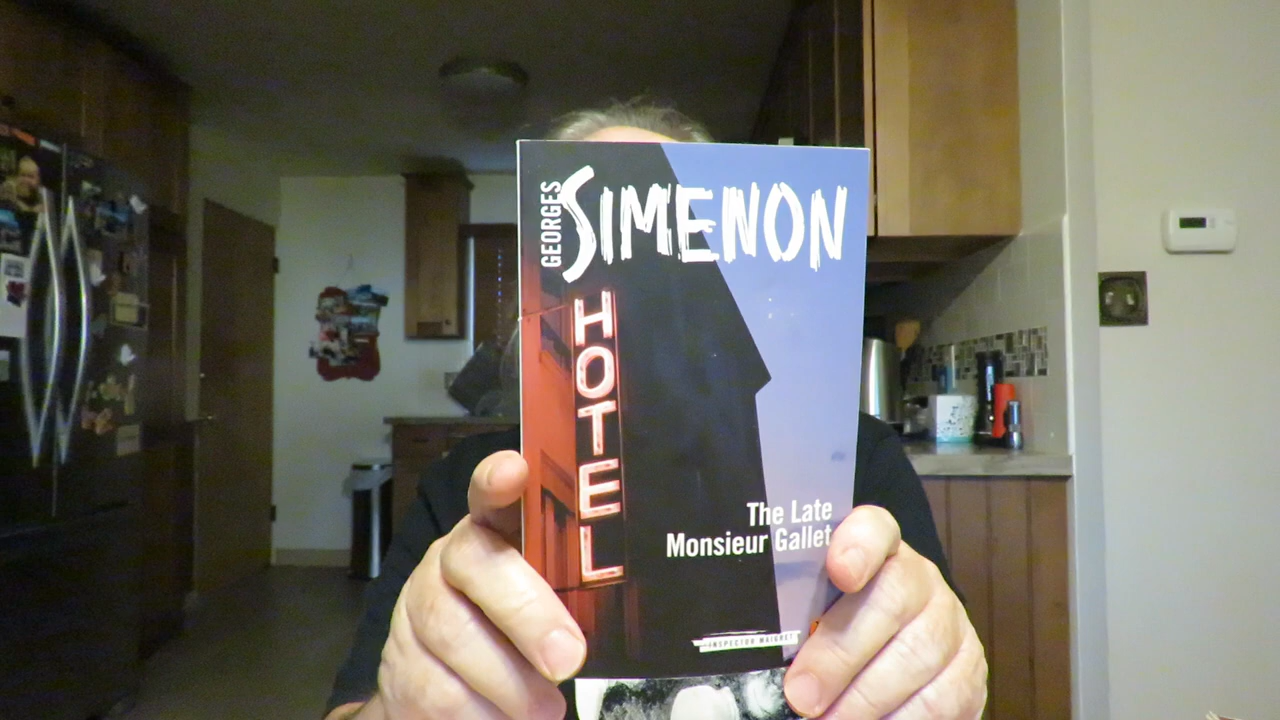 GEORGES
SIMENON
HOTEL
The Late
Monsieur Gallet
INSPECTOR MAIGRET